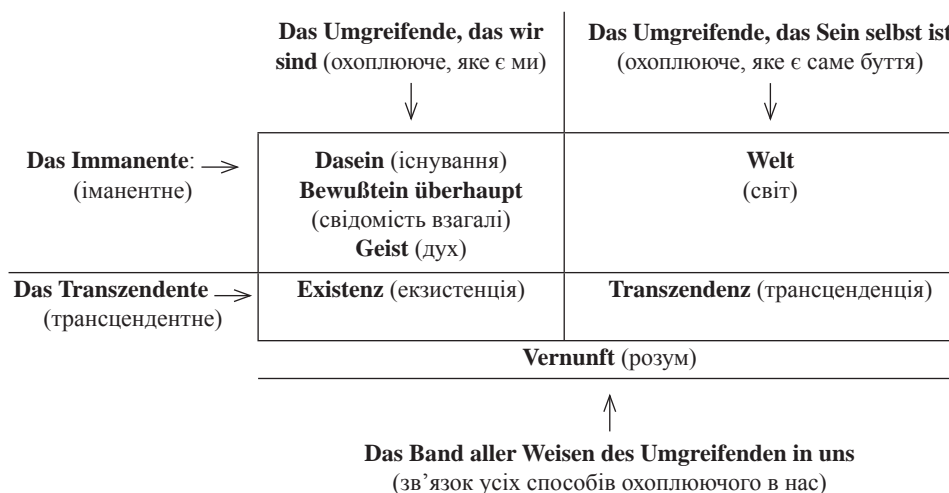 Das Umgreifende, das wir
sind (охоплююче, яке є ми)
Das Umgreifende, das Sein selbst ist
(охоплююче, яке є саме буття)
Das Immanente:
(іманентне)
Dasein (існування)
Bewußtein überhaupt
(свідомість взагалі)
Geist (дух)
Welt
(світ)
Das Transzendente
(трансцендентне)
Existenz (екзистенція)
Transzendenz (трансценденція)
Vernunft (розум)
Das Band aller Weisen des Umgreifenden in uns
(зв’язок усіх способів охоплюючого в нас)